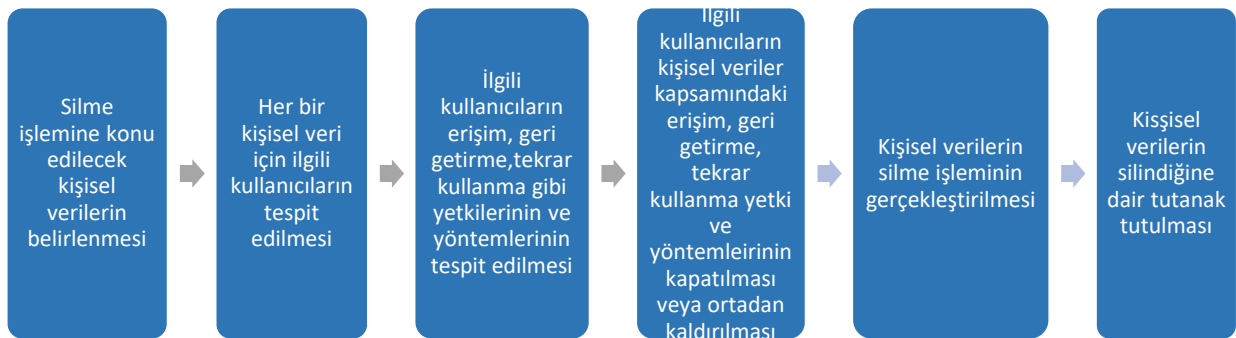 Silme
işlemine konu
edilecek
kişisel
verilerin
belirlenmesi
Her bir
kişisel veri
için ilgili
kullanıcıların
tespit
edilmesi
İlgili
kullanıcıların
erişim, geri
getirme,tekrar
kullanma gibi
yetkilerinin ve
yöntemlerinin
tespit edilmesi
İlgili
kullanıcıların
kişisel veriler
kapsamındaki
erişim, geri
getirme,
tekrar
kullanma yetki
ve
yöntemleirinin
kapatılması
veya ortadan
kaldırılması
Kişisel verilerin
silme işleminin
gerçekleştirilmesi
Kisşisel
verilerin
silindiğine
dair tutanak
tutulması